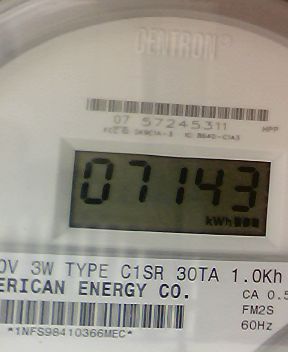 CENTRON®
07 57245311
HPP
07143
kWh
0V 3W TYPE C1SR 30TA 1.0Kh
ERICAN ENERGY CO.
CA 0.5
FM2S
60Hz
*1NFS98410366MEC*